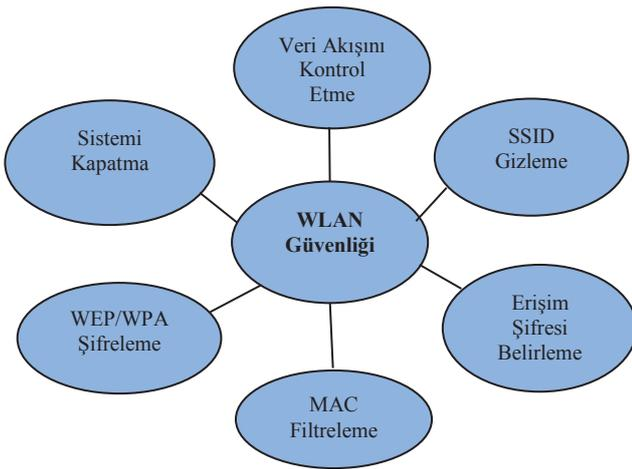 Veri Akışını
Kontrol
Etme
Sistemi
Kapatma
SSID
Gizleme
WLAN
Güvenliği
WEP/WPA
Şifreleme
Erişim
Şifresi
Belirleme
MAC
Filtreleme